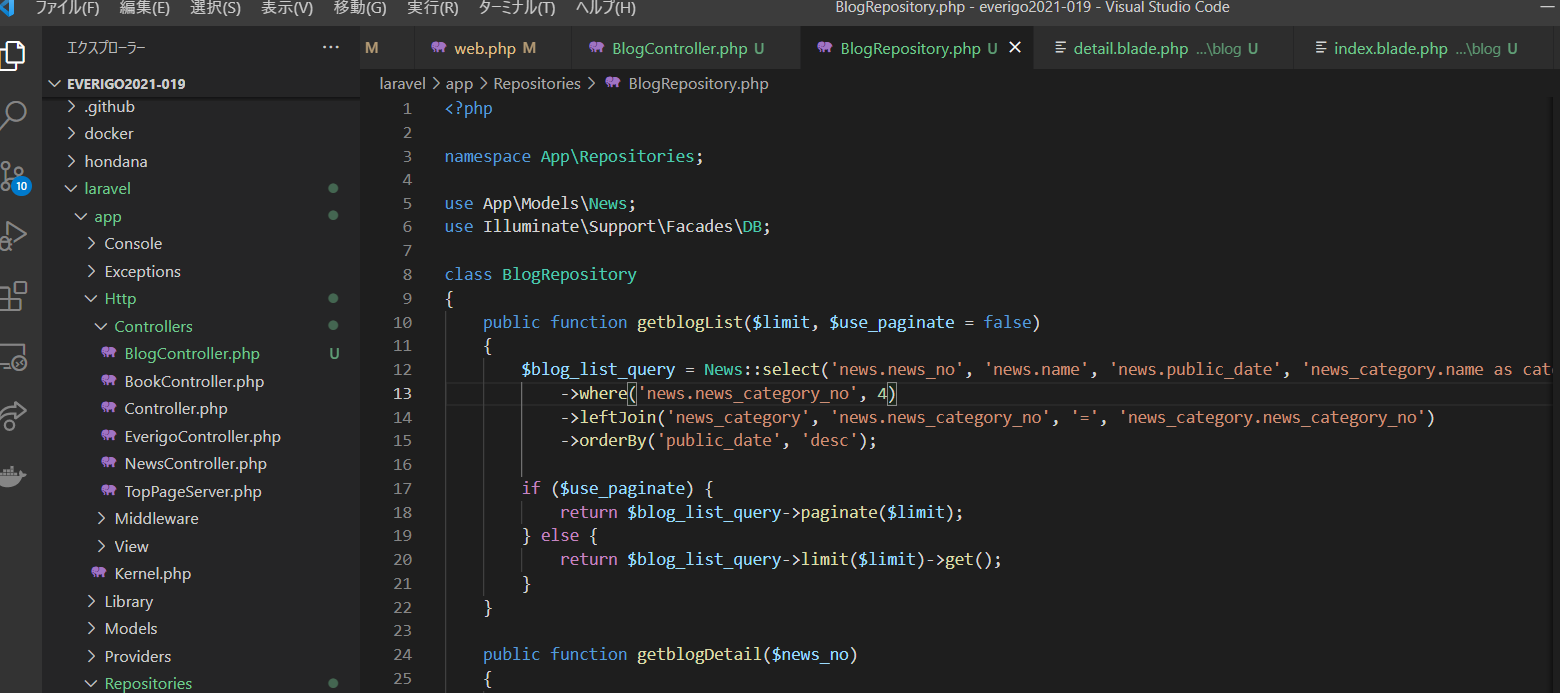 ファイル(F) 編集(E) 選択(S) 表示(V) 移動(G) 実行(R) ターミナル(T) ヘルプ(H) BlogRepository.php - everigo2021-019 - Visual Studio Code
エクスプローラー ···
M web.php M BlogController.php U BlogRepository.php U detail.blade.php ...\blog U index.blade.php ...\blog U
laravel > app > Repositories > BlogRepository.php
EVERIGO2021-019
.github
docker
hondana
laravel
app
Console
Exceptions
Http
Controllers
BlogController.php U
BookController.php
Controller.php
EverigoController.php
NewsController.php
TopPageServer.php
Middleware
View
Kernel.php
Library
Models
Providers
Repositories
10
1 <?php
2
3 namespace App\Repositories;
4
5 use App\Models\News;
6 use Illuminate\Support\Facades\DB;
7
8 class BlogRepository
9 {
10 public function getblogList($limit, $use_paginate = false)
11 {
12 $blog_list_query = News::select('news.news_no', 'news.name', 'news.public_date', 'news_category.name as cat
13 ->where('news.news_category_no', 4)
14 ->leftJoin('news_category', 'news.news_category_no', '=', 'news_category.news_category_no')
15 ->orderBy('public_date', 'desc');
16
17 if ($use_paginate) {
18 return $blog_list_query->paginate($limit);
19 } else {
20 return $blog_list_query->limit($limit)->get();
21 }
22 }
23
24 public function getblogDetail($news_no)
25 {